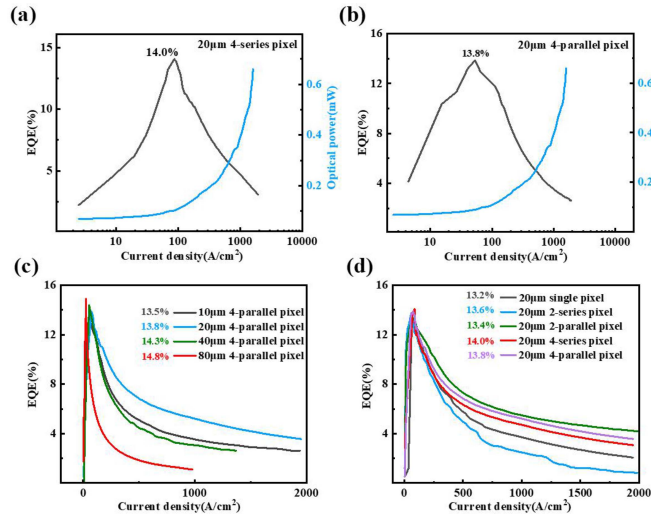 (a)
20μm 4-series pixel
14.0%
15
10
5
EQE(%)
0.6
0.4
0.2
Optical power(mW)
10
100
1000
10000
Current density(A/cm²)
(b)
20μm 4-parallel pixel
13.8%
16
12
8
4
EQE(%)
0.6
0.4
0.2
10
100
1000
10000
Current density(A/cm²)
(c)
16
12
8
4
EQE(%)
13.5% 10μm 4-parallel pixel
13.8% 20μm 4-parallel pixel
14.3% 40μm 4-parallel pixel
14.8% 80μm 4-parallel pixel
0
1000
2000
Current density(A/cm²)
(d)
16
12
8
4
EQE(%)
13.2% 20μm single pixel
13.6% 20μm 2-series pixel
13.4% 20μm 2-parallel pixel
14.0% 20μm 4-series pixel
13.8% 20μm 4-parallel pixel
0
500
1000
1500
2000
Current density(A/cm²)